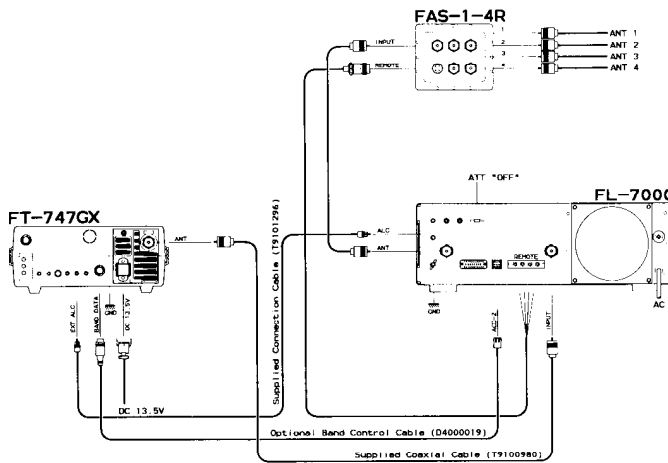 FAS-1-4R
INPUT
REMOTE
1
2
3
4
ANT 1
ANT 2
ANT 3
ANT 4
ATT "OFF"
FL-7000
FT-747GX
ANT
ALC
ANT
REMOTE
AC
GND
EXT ALC
BAND DATA
GND
DC 13.5V
ACC-2
INPUT
Supplied Connection Cable (T9101296)
DC 13.5V
Optional Band Control Cable (D4000019)
Supplied Coaxial Cable (T9100980)